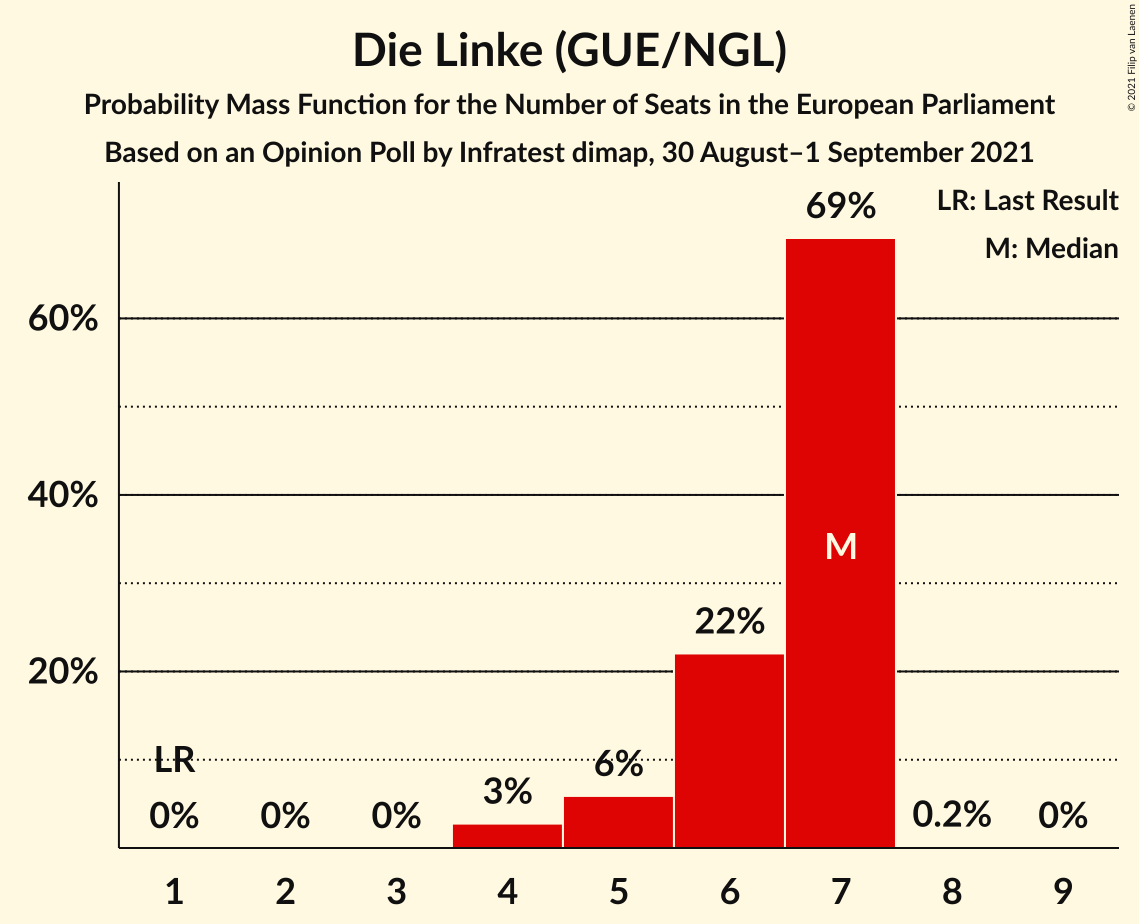 Die Linke (GUE/NGL)
Probability Mass Function for the Number of Seats in the European Parliament
Based on an Opinion Poll by Infratest dimap, 30 August–1 September 2021
© 2021 Filip van Laenen
LR: Last Result
M: Median
69%
60%
40%
M
22%
20%
LR
6%
3%
0%
0%
0%
0.2%
0%
1 2 3 4 5 6 7 8 9